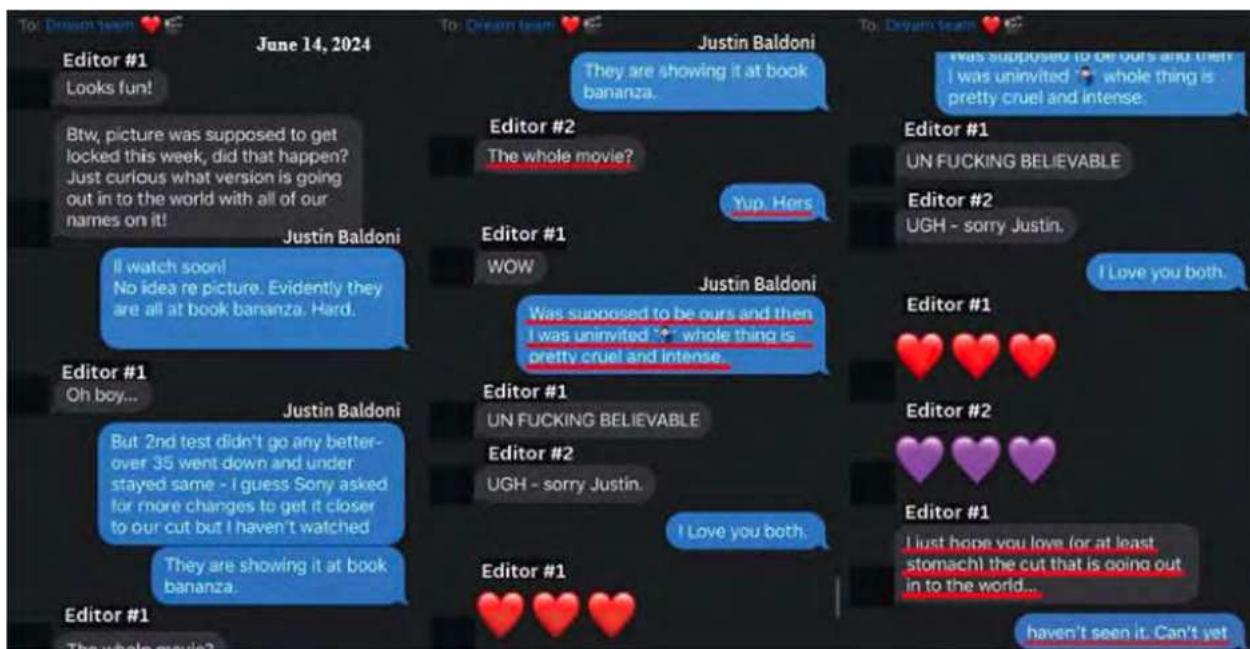 To: Dream team ❤️
June 14, 2024
Editor #1
Looks fun!
Btw, picture was supposed to get
locked this week, did that happen?
Just curious what version is going
out in to the world with all of our
names on it!
Justin Baldoni
Il watch soon!
No idea re picture. Evidently they
are all at book bananza. Hard.
Editor #1
Oh boy...
Justin Baldoni
But 2nd test didn't go any better-
over 35 went down and under
stayed same - I guess Sony asked
for more changes to get it closer
to our cut but I haven't watched
They are showing it at book
bananza.
Editor #1
The whole movie?
To: Dream team ❤️
Justin Baldoni
They are showing it at book
bananza.
Editor #2
The whole movie?
Yup. Hers
Editor #1
WOW
Justin Baldoni
Was supposed to be ours and then
I was uninvited whole thing is
pretty cruel and intense.
Editor #1
UN FUCKING BELIEVABLE
Editor #2
UGH - sorry Justin.
I Love you both.
Editor #1
❤️❤️❤️
To: Dream team ❤️
Was supposed to be ours and then
I was uninvited whole thing is
pretty cruel and intense.
Editor #1
UN FUCKING BELIEVABLE
Editor #2
UGH - sorry Justin.
I Love you both.
Editor #1
❤️❤️❤️
Editor #2
💜💜💜
Editor #1
I just hope you love (or at least
stomach) the cut that is going out
in to the world...
haven't seen it. Can't yet